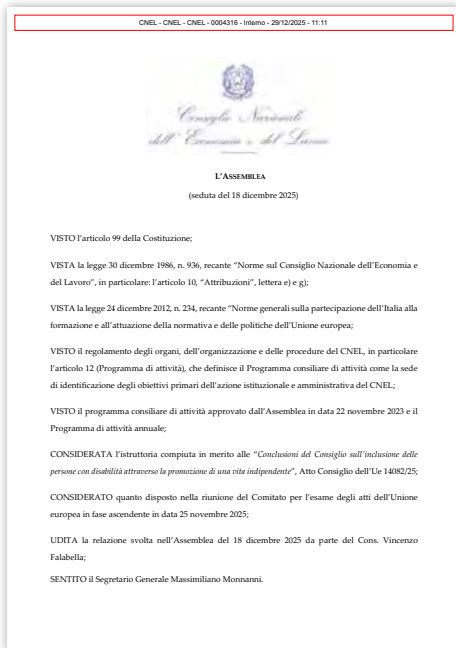 CNEL - CNEL - CNEL - 0004316 - Interno - 29/12/2025 - 11:11
Consiglio Nazionale
dell'Economia e del Lavoro
L'ASSEMBLEA
(seduta del 18 dicembre 2025)
VISTO l'articolo 99 della Costituzione;
VISTA la legge 30 dicembre 1986, n. 936, recante "Norme sul Consiglio Nazionale dell'Economia e
del Lavoro", in particolare: l'articolo 10, "Attribuzioni", lettera e) e g);
VISTA la legge 24 dicembre 2012, n. 234, recante "Norme generali sulla partecipazione dell'Italia alla
formazione e all'attuazione della normativa e delle politiche dell'Unione europea;
VISTO il regolamento degli organi, dell'organizzazione e delle procedure del CNEL, in particolare
l'articolo 12 (Programma di attività), che definisce il Programma consiliare di attività come la sede
di identificazione degli obiettivi primari dell'azione istituzionale e amministrativa del CNEL;
VISTO il programma consiliare di attività approvato dall'Assemblea in data 22 novembre 2023 e il
Programma di attività annuale;
CONSIDERATA l'istruttoria compiuta in merito alle "Conclusioni del Consiglio sull'inclusione delle
persone con disabilità attraverso la promozione di una vita indipendente", Atto Consiglio dell'Ue 14082/25;
CONSIDERATO quanto disposto nella riunione del Comitato per l'esame degli atti dell'Unione
europea in fase ascendente in data 25 novembre 2025;
UDITA la relazione svolta nell'Assemblea del 18 dicembre 2025 da parte del Cons. Vincenzo
Falabella;
SENTITO il Segretario Generale Massimiliano Monnanni.